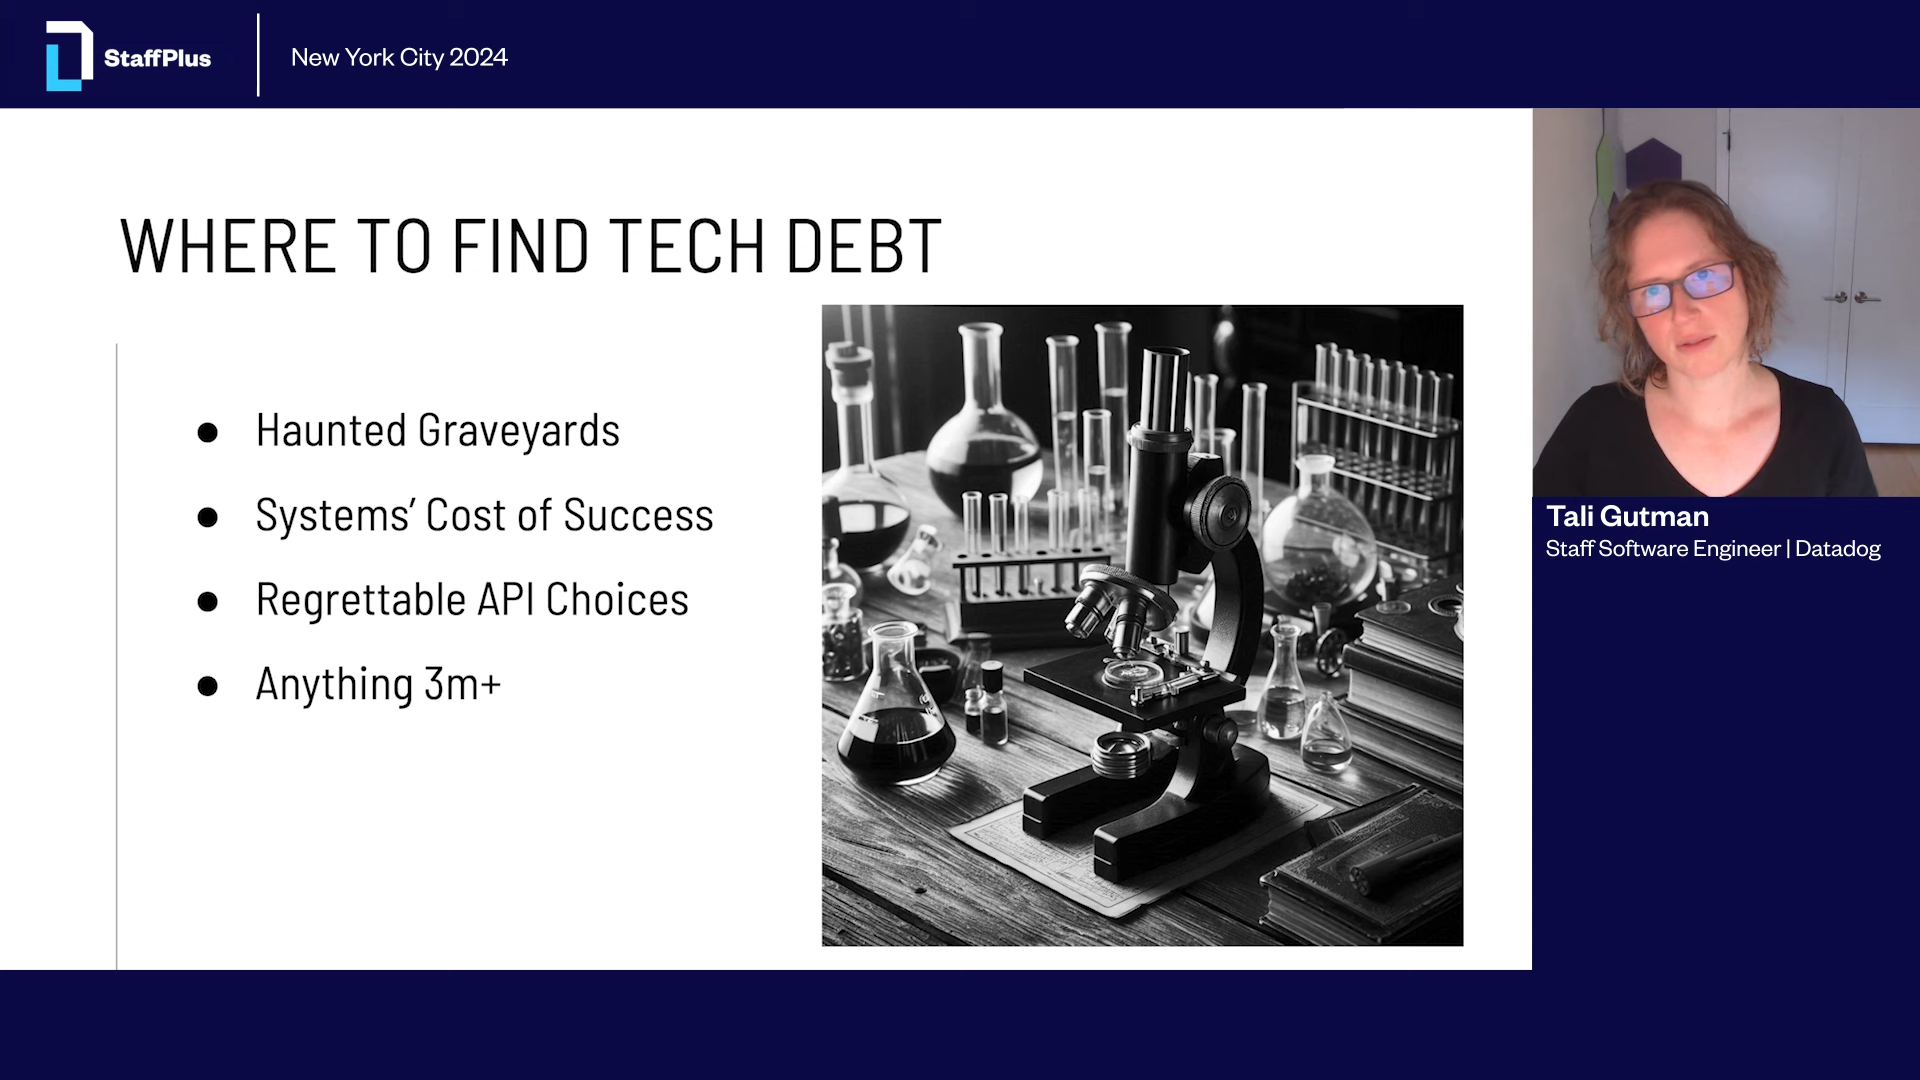 StaffPlus
New York City 2024
WHERE TO FIND TECH DEBT
● Haunted Graveyards
● Systems’ Cost of Success
● Regrettable API Choices
● Anything 3m+
Tali Gutman
Staff Software Engineer | Datadog